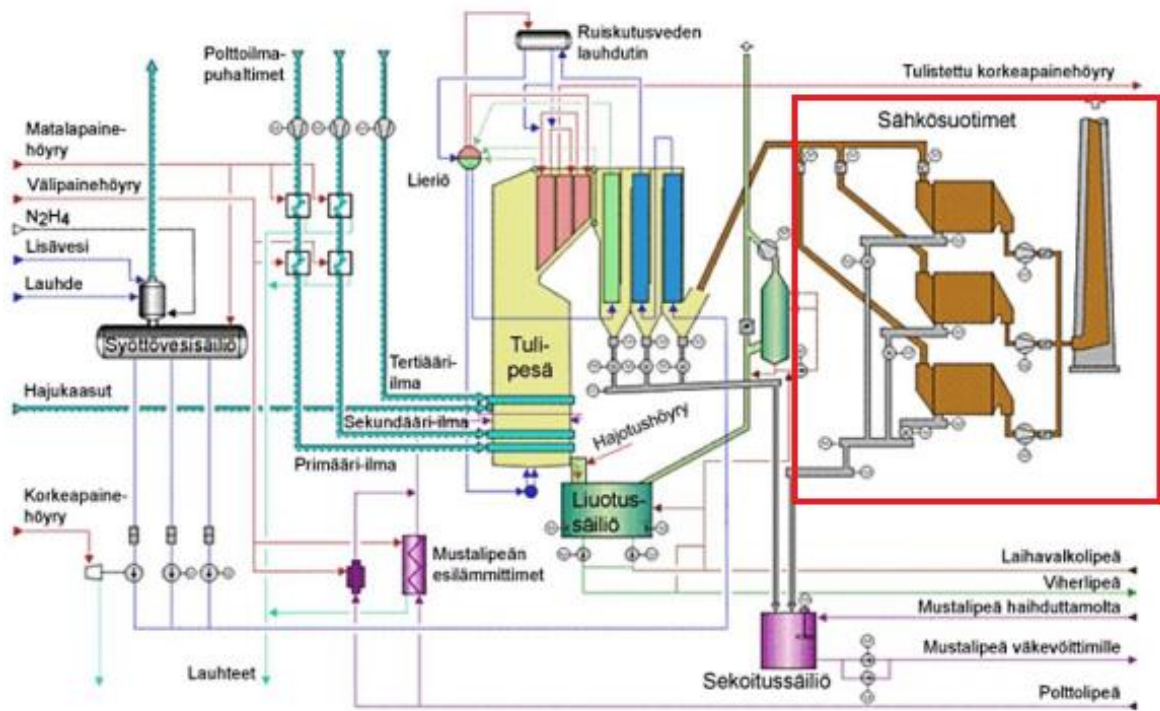 Polttoilma-
puhaltimet
Ruiskutusveden
lauhdutin
Tulistettu korkeapainehöyry
Sähkösuotimet
Matalapaine-
höyry
Välipainehöyry
N2H4
Lisävesi
Lauhde
Lieriö
Syöttövesisäiliö
Tuli-
pesä
Tertiääri-
ilma
Hajukaasut
Sekundääri-ilma
Primääri-ilma
Hajotushöyry
Liuotus-
säiliö
Korkeapaine-
höyry
Mustalipeän
esilämmittimet
Laihavalkolipeä
Viherlipeä
Mustalipeä haihduttamolta
Mustalipeä väkevöittimille
Lauhteet
Sekoitussäiliö
Polttolipeä